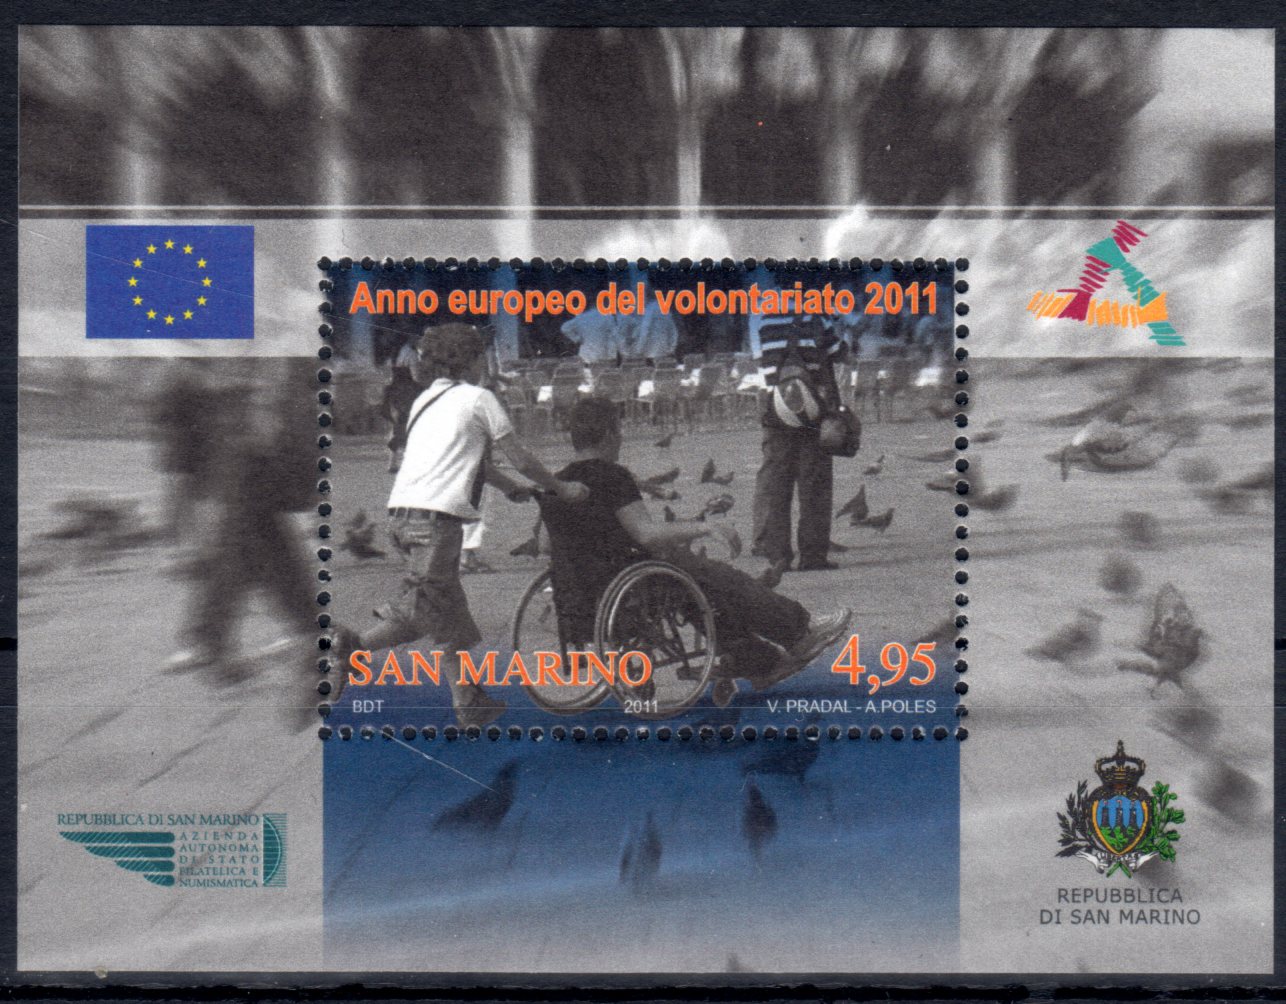 Anno europeo del volontariato 2011
SAN MARINO 4,95
BDT 2011 V. PRADAL - A.POLES
REPUBBLICA DI SAN MARINO
AZIENDA
AUTONOMA
DI STATO
FILATELICA E
NUMISMATICA
LIBERTAS
REPUBBLICA
DI SAN MARINO